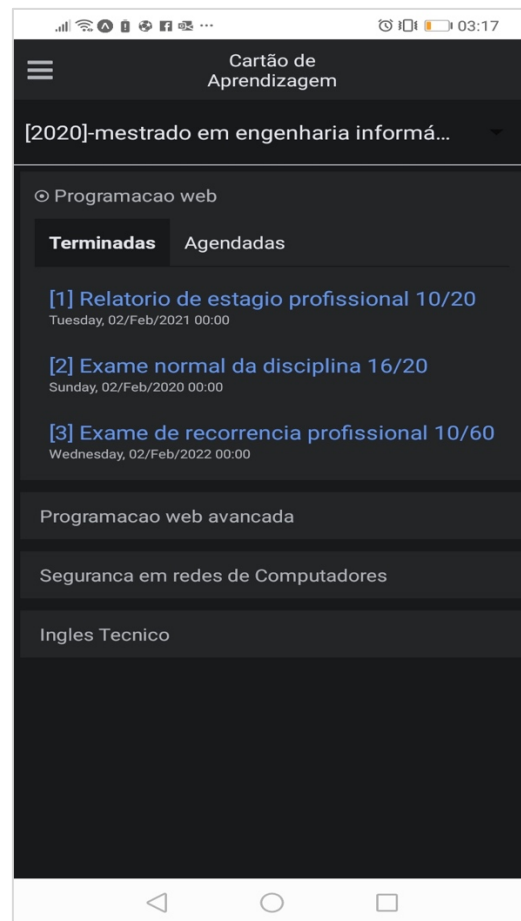 03:17
Cartão de
Aprendizagem
[2020]-mestrado em engenharia informá...
Programacao web
Terminadas Agendadas
[1] Relatorio de estagio profissional 10/20
Tuesday, 02/Feb/2021 00:00
[2] Exame normal da disciplina 16/20
Sunday, 02/Feb/2020 00:00
[3] Exame de recorrencia profissional 10/60
Wednesday, 02/Feb/2022 00:00
Programacao web avancada
Seguranca em redes de Computadores
Ingles Tecnico